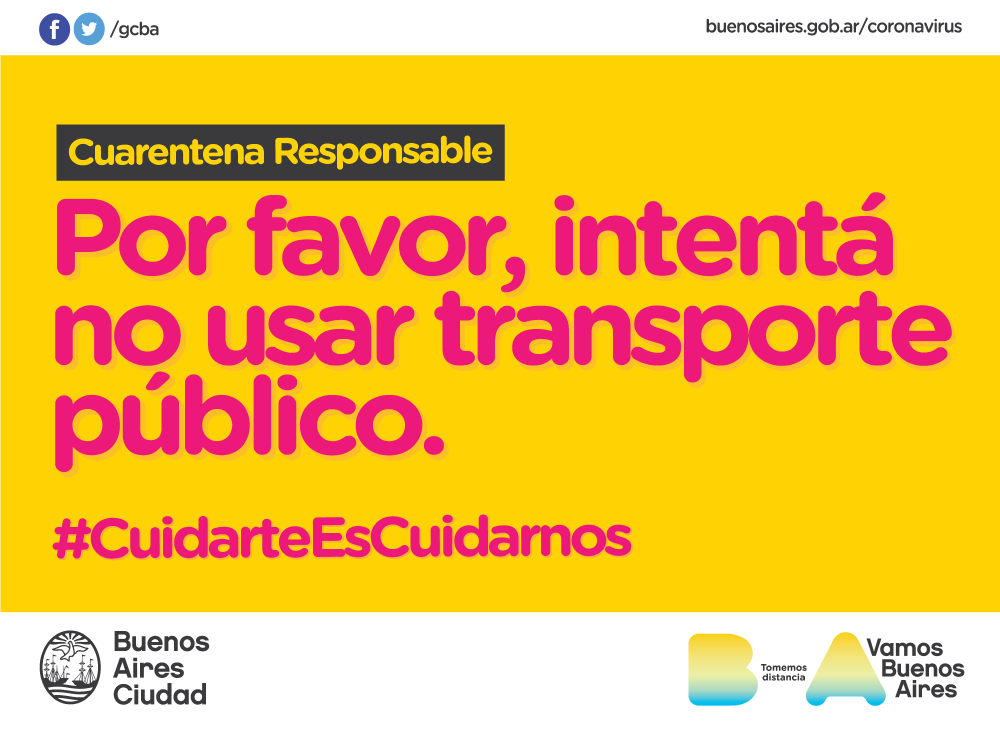 /gcba
buenosaires.gob.ar/coronavirus
Cuarentena Responsable
Por favor, intentá
no usar transporte
público.
#CuidarteEsCuidarnos
Buenos
Aires
Ciudad
BA
Tomemos
distancia
Vamos
Buenos
Aires